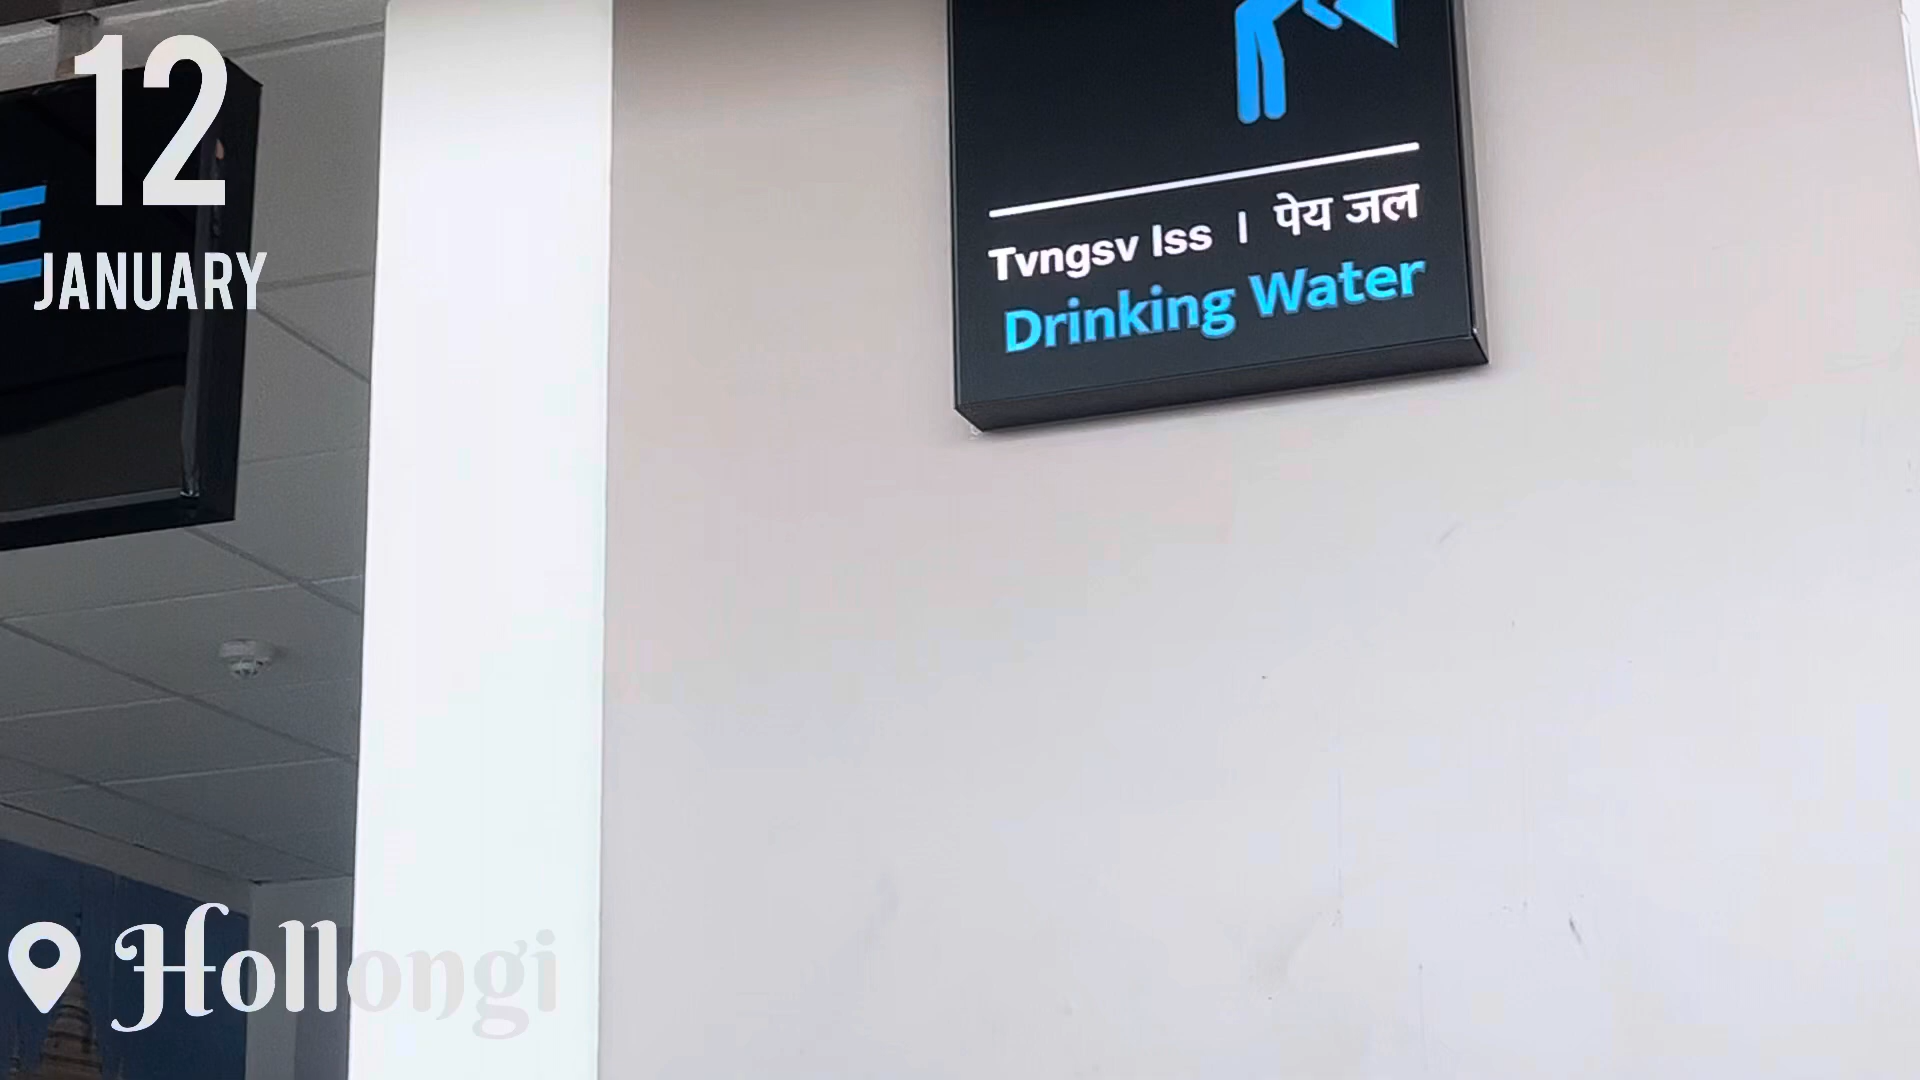 12
JANUARY
E
Tvngsv Iss | पेय जल
Drinking Water
Hollongi